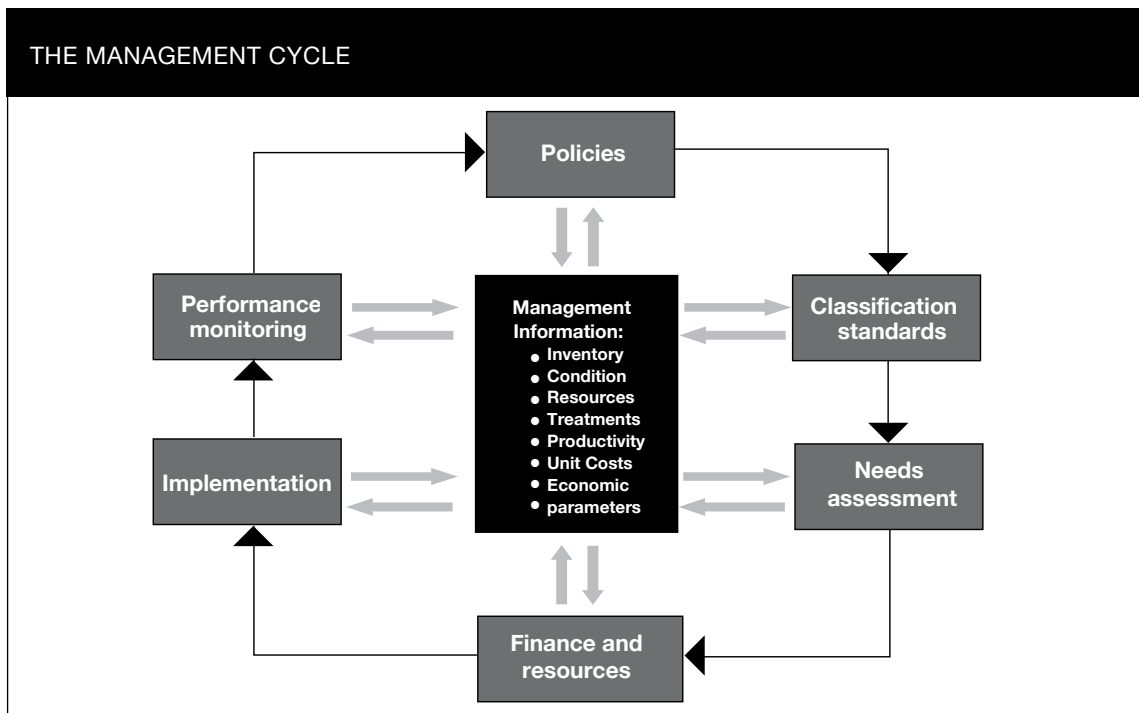 THE MANAGEMENT CYCLE
Policies
Performance
monitoring
Management
Information:
● Inventory
● Condition
● Resources
● Treatments
● Productivity
● Unit Costs
● Economic
● parameters
Classification
standards
Implementation
Needs
assessment
Finance and
resources